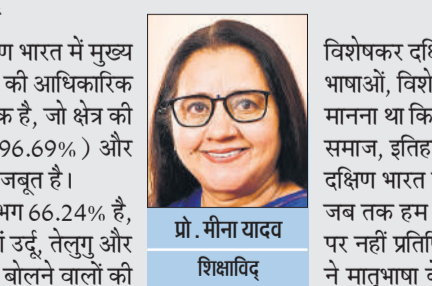 ण भारत में मुख्य
की आधिकारिक
क है, जो क्षेत्र की
96.69% ) और
जबूत है।
भग 66.24% है,
उर्दू, तेलुगु और
बोलने वालों की
प्रो . मीना यादव
शिक्षाविद्
विशेषकर दक्षि
भाषाओं, विशे
मानना था कि
समाज, इतिह
दक्षिण भारत
जब तक हम
पर नहीं प्रति
ने मातृभाषा